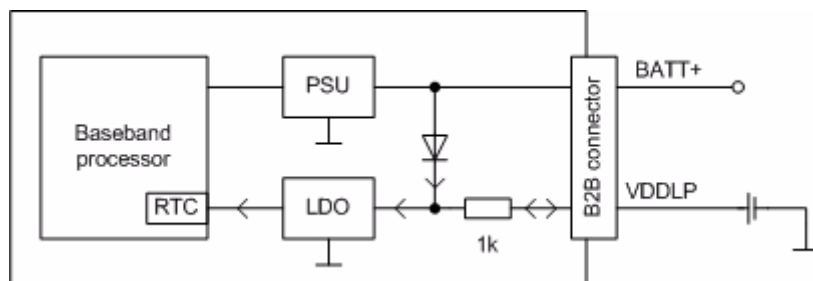 BATT+
PSU
Baseband
processor
B2B connector
VDDLP
RTC
LDO
1k